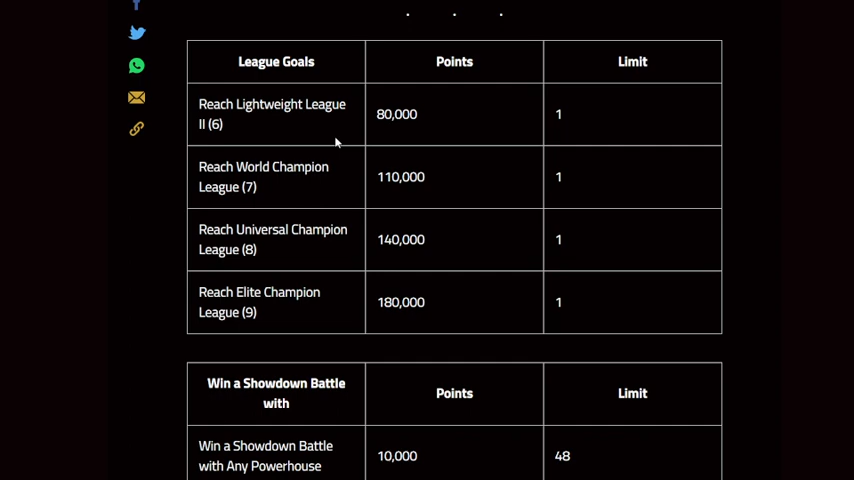 League Goals
Points
Limit
Reach Lightweight League
II (6)
80,000
1
Reach World Champion
League (7)
110,000
1
Reach Universal Champion
League (8)
140,000
1
Reach Elite Champion
League (9)
180,000
1
Win a Showdown Battle
with
Points
Limit
Win a Showdown Battle
with Any Powerhouse
10,000
48